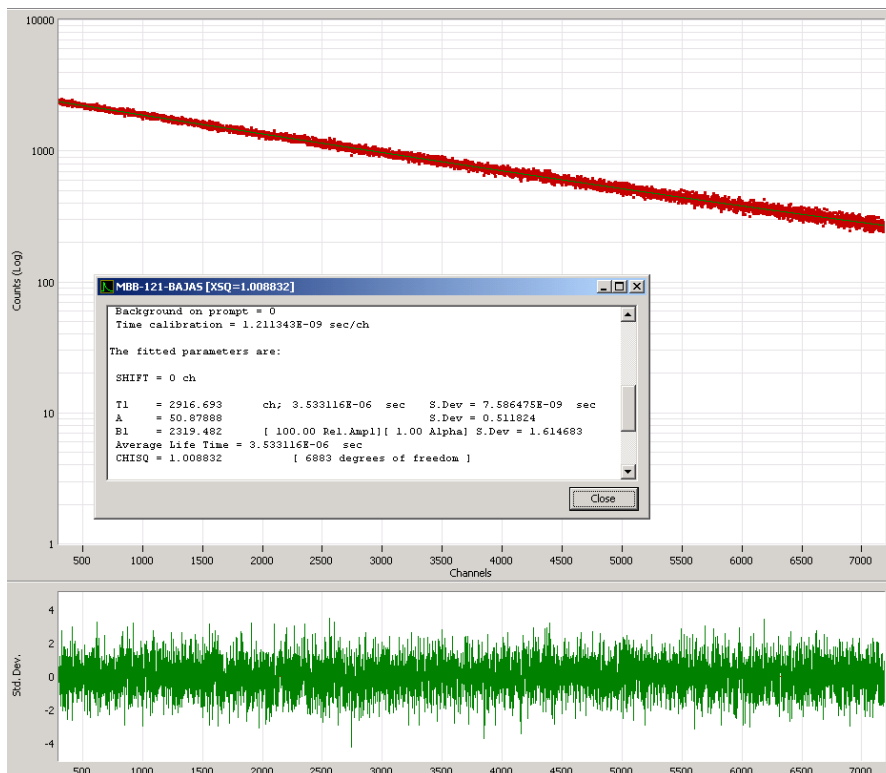 10000
1000
100
10
1
Counts (Log)
MBB-121-BAJAS [XSQ=1.008832]
Background on prompt = 0
Time calibration = 1.211343E-09 sec/ch
The fitted parameters are:
SHIFT = 0 ch
T1 = 2916.693 ch; 3.533116E-06 sec S.Dev = 7.586475E-09 sec
A = 50.87888 S.Dev = 0.511824
B1 = 2319.482 [ 100.00 Rel.Ampl][ 1.00 Alpha] S.Dev = 1.614683
Average Life Time = 3.533116E-06 sec
CHISQ = 1.008832 [ 6883 degrees of freedom ]
Close
500 1000 1500 2000 2500 3000 3500 4000 4500 5000 5500 6000 6500 7000
Channels
4
2
0
-2
-4
Std. Dev.
500 1000 1500 2000 2500 3000 3500 4000 4500 5000 5500 6000 6500 7000